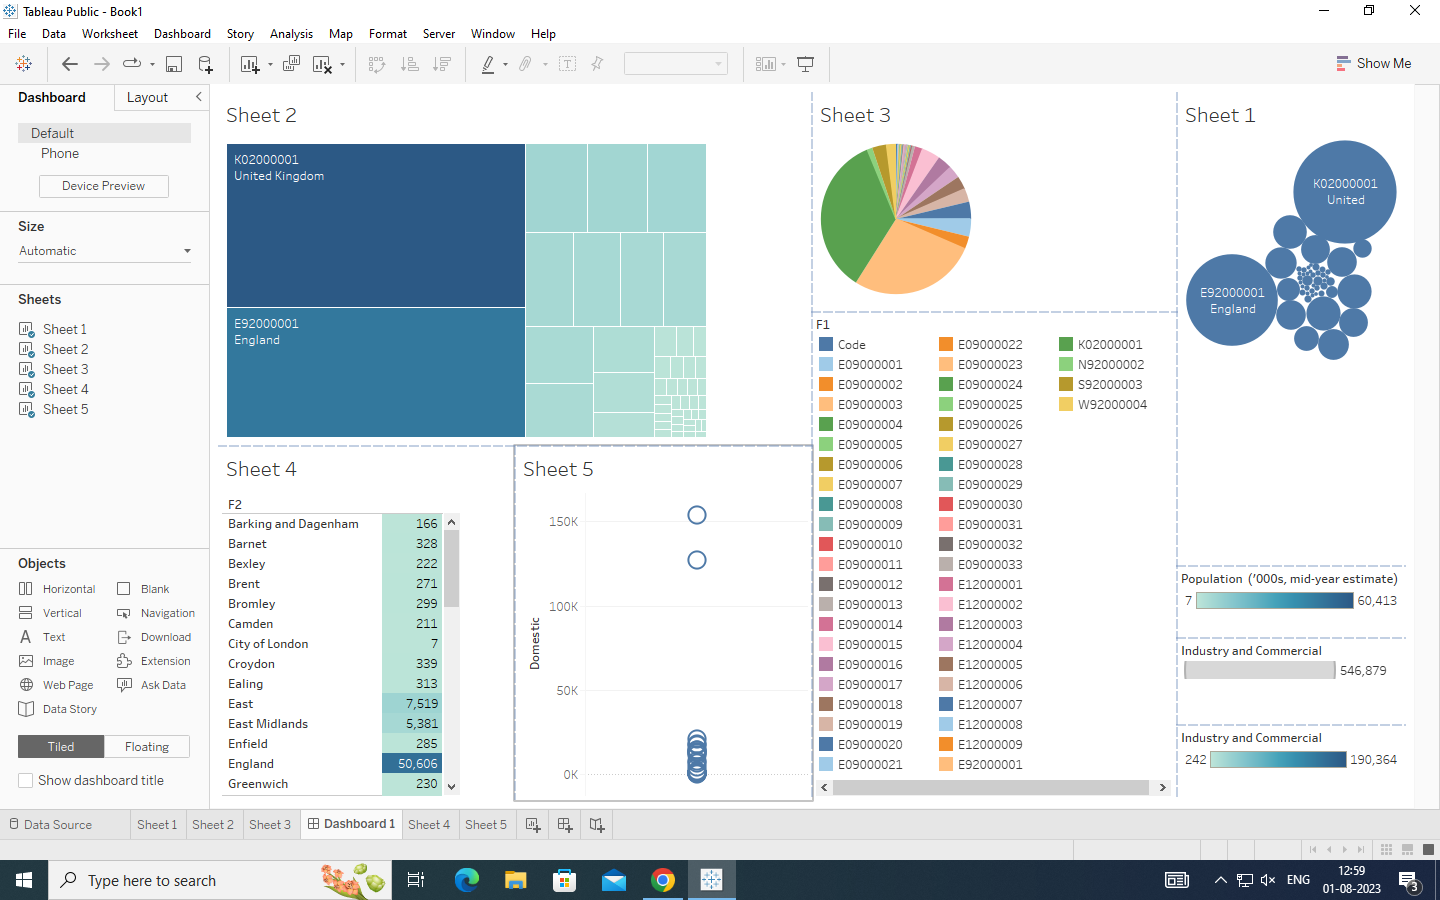 Tableau Public - Book1
File Data Worksheet Dashboard Story Analysis Map Format Server Window Help
Show Me
Dashboard Layout
Default
Phone
Device Preview
Size
Automatic
Sheets
Sheet 1
Sheet 2
Sheet 3
Sheet 4
Sheet 5
Objects
Horizontal Blank
Vertical Navigation
Text Download
Image Extension
Web Page Ask Data
Data Story
Tiled Floating
Show dashboard title
Sheet 2
K02000001
United Kingdom
E92000001
England
Sheet 3
Sheet 1
K02000001
United
E92000001
England
F1
Code
E09000001
E09000002
E09000003
E09000004
E09000005
E09000006
E09000007
E09000008
E09000009
E09000010
E09000011
E09000012
E09000013
E09000014
E09000015
E09000016
E09000017
E09000018
E09000019
E09000020
E09000021
E09000022
E09000023
E09000024
E09000025
E09000026
E09000027
E09000028
E09000029
E09000030
E09000031
E09000032
E09000033
E12000001
E12000002
E12000003
E12000004
E12000005
E12000006
E12000007
E12000008
E12000009
E92000001
K02000001
N92000002
S92000003
W92000004
Sheet 4
F2
Barking and Dagenham 166
Barnet 328
Bexley 222
Brent 271
Bromley 299
Camden 211
City of London 7
Croydon 339
Ealing 313
East 7,519
East Midlands 5,381
Enfield 285
England 50,606
Greenwich 230
Sheet 5
150K
100K
50K
0K
Domestic
Population ('000s, mid-year estimate)
7 60,413
Industry and Commercial
546,879
Industry and Commercial
242 190,364
Data Source Sheet 1 Sheet 2 Sheet 3 Dashboard 1 Sheet 4 Sheet 5
Type here to search
ENG
12:59
01-08-2023
3